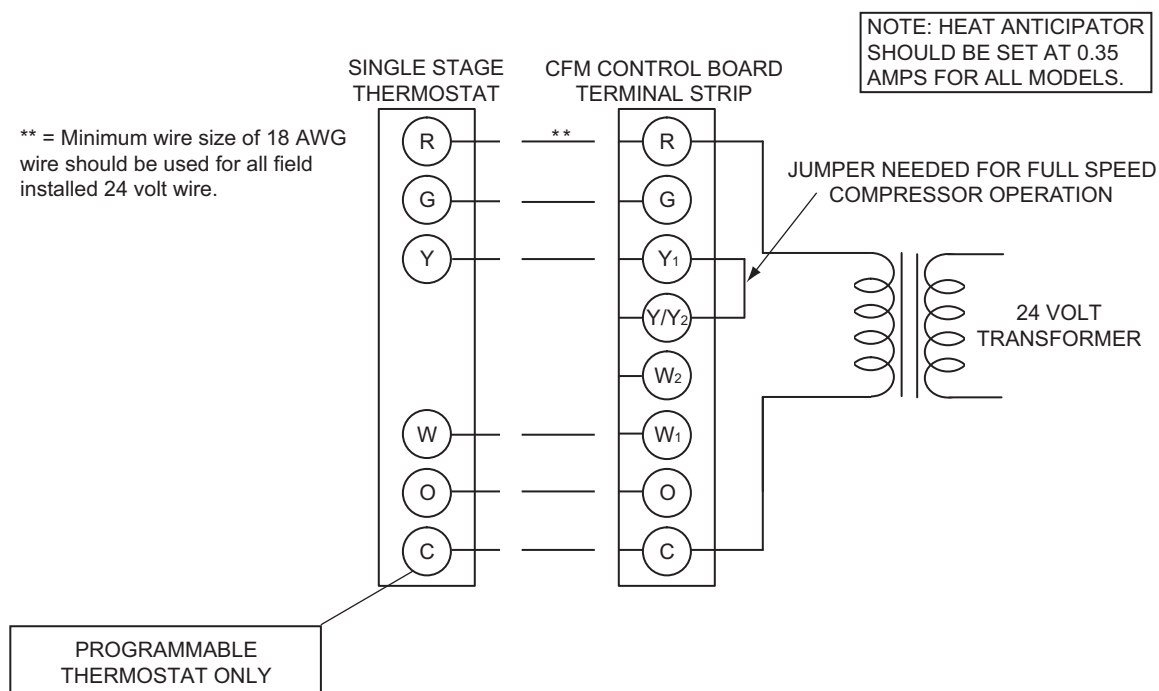 NOTE: HEAT ANTICIPATOR
SHOULD BE SET AT 0.35
AMPS FOR ALL MODELS.
SINGLE STAGE
THERMOSTAT
CFM CONTROL BOARD
TERMINAL STRIP
** = Minimum wire size of 18 AWG
wire should be used for all field
installed 24 volt wire.
R
**
R
JUMPER NEEDED FOR FULL SPEED
COMPRESSOR OPERATION
G
G
Y
Y1
Y/Y2
24 VOLT
TRANSFORMER
W2
W
W1
O
O
C
C
PROGRAMMABLE
THERMOSTAT ONLY